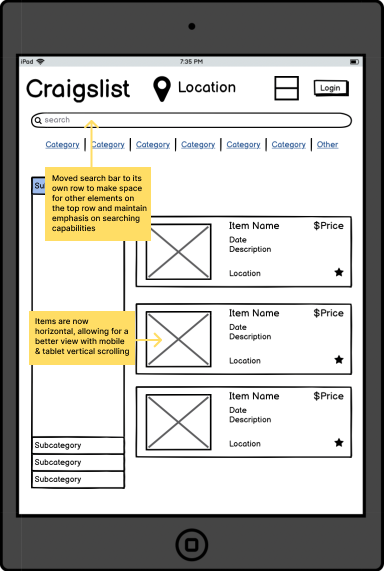 iPad 7:35 PM
Craigslist Location Login
search
Category Category Category Category Category Category Other
Moved search bar to its
own row to make space
for other elements on
the top row and maintain
emphasis on searching
capabilities
Item Name $Price
Date
Description
Location
Items are now
horizontal, allowing for a
better view with mobile
& tablet vertical scrolling
Item Name $Price
Date
Description
Location
Item Name $Price
Date
Description
Location
Subcategory
Subcategory
Subcategory